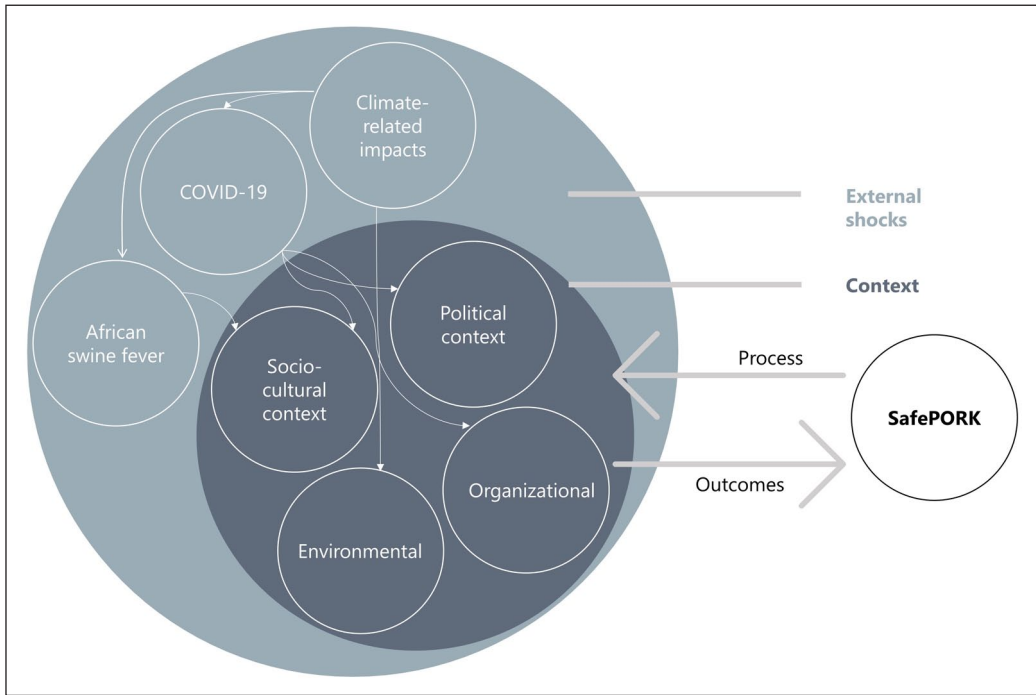 Climate-
related
impacts
COVID-19
External
shocks
Context
African
swine fever
Political
context
Socio-
cultural
context
Process
SafePORK
Organizational
Outcomes
Environmental